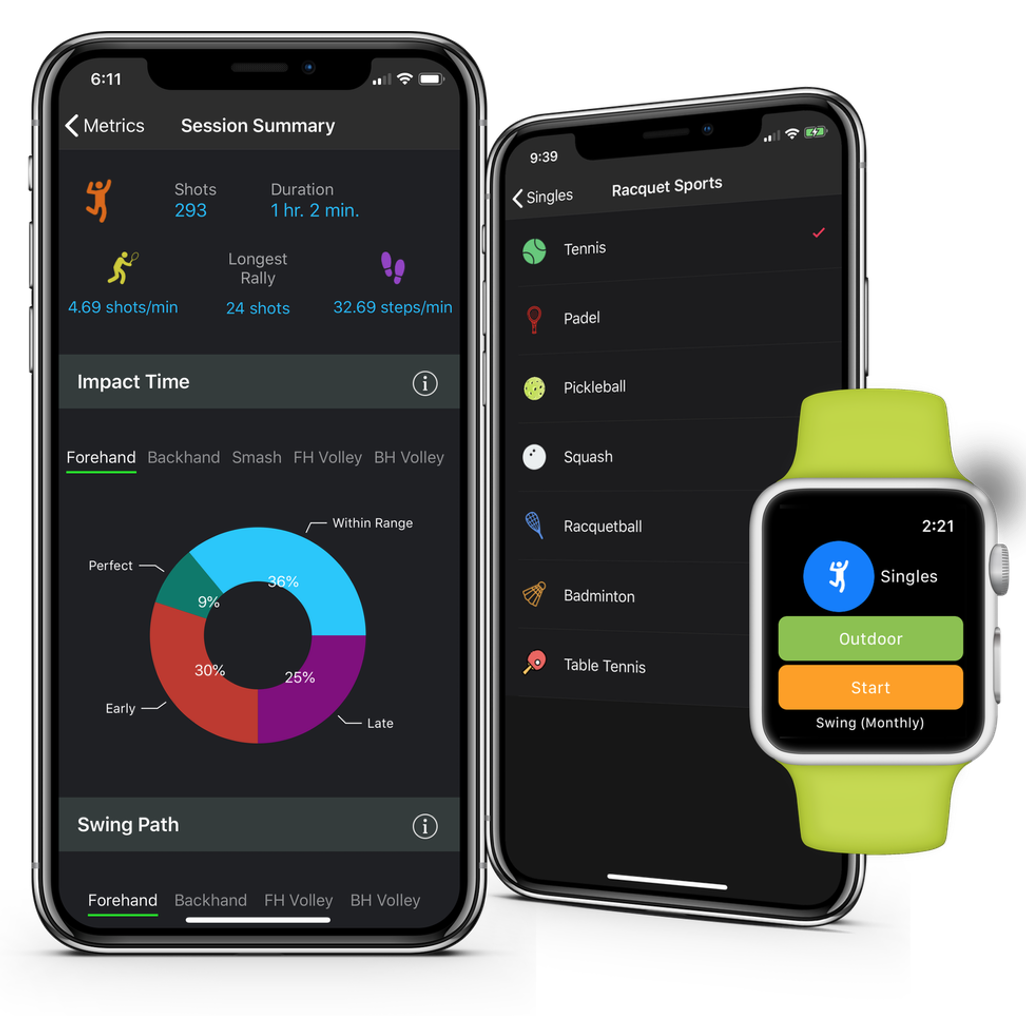 6:11
Metrics
Session Summary
Shots
Duration
293
1 hr. 2 min.
Longest
Rally
4.69 shots/min
24 shots
32.69 steps/min
Impact Time
i
Forehand Backhand Smash FH Volley BH Volley
Within Range
Perfect
36%
9%
30%
25%
Early
Late
Swing Path
i
Forehand Backhand FH Volley BH Volley
9:39
Singles
Racquet Sports
Tennis
Padel
Pickleball
Squash
Racquetball
Badminton
Table Tennis
2:21
Singles
Outdoor
Start
Swing (Monthly)